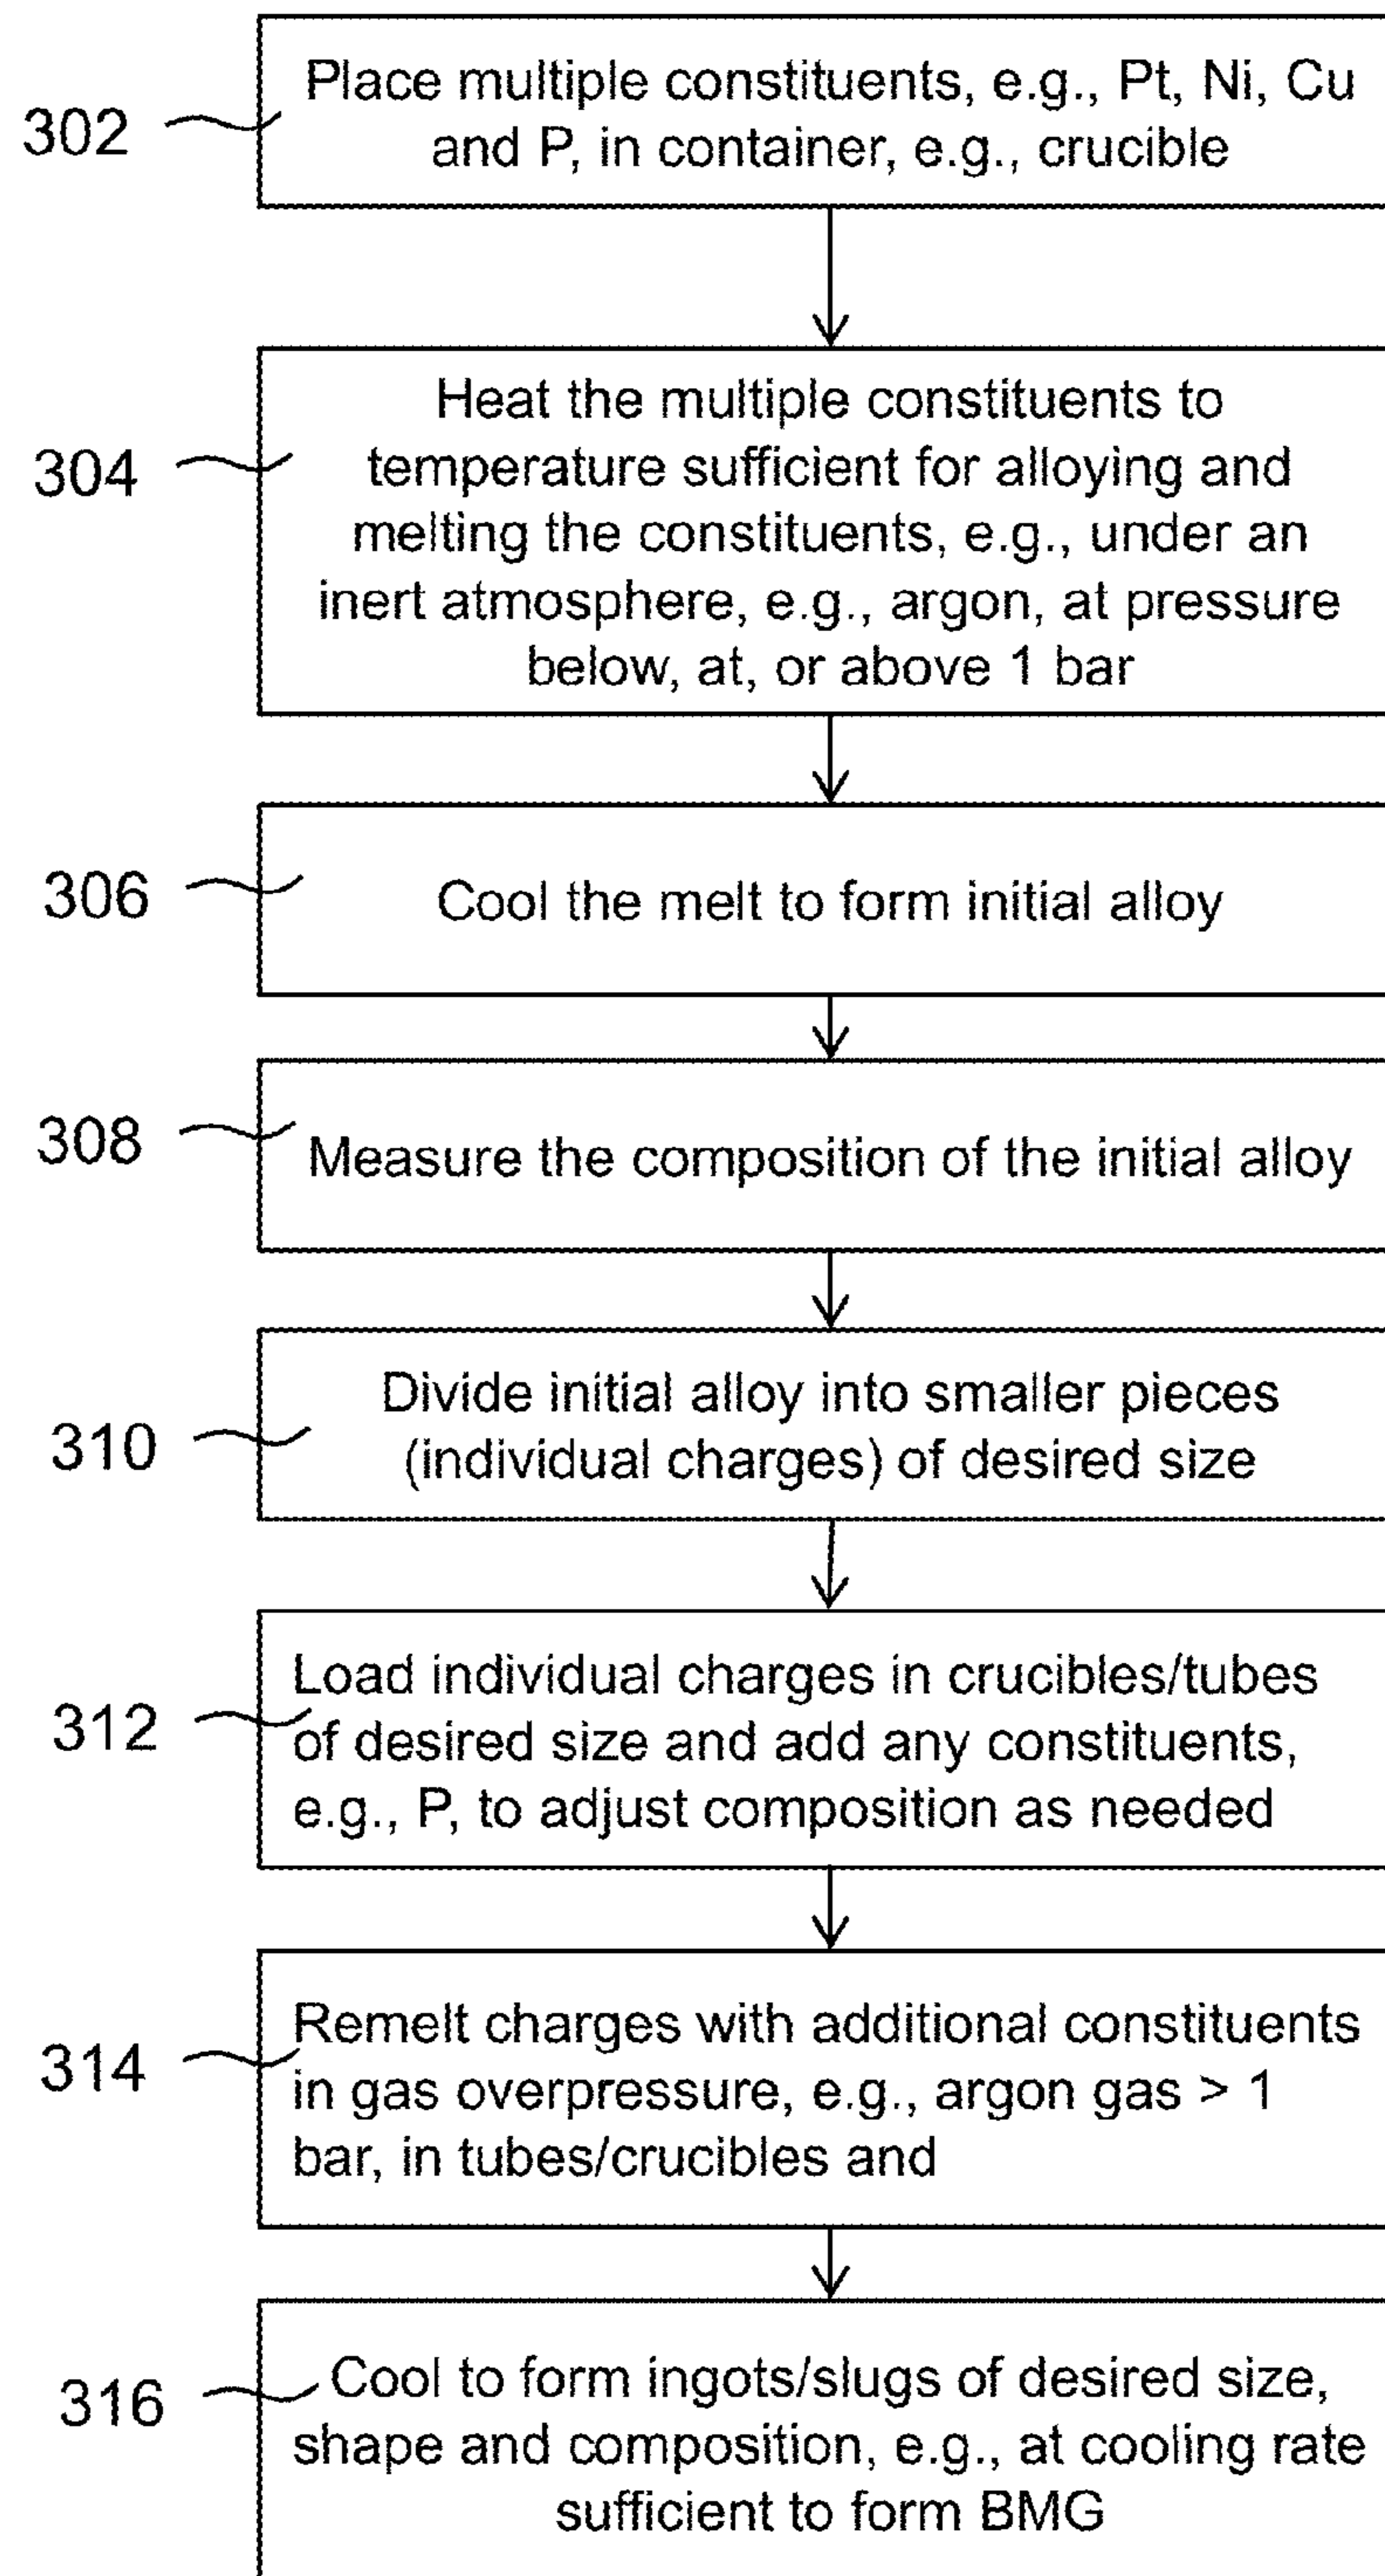 302
Place multiple constituents, e.g., Pt, Ni, Cu
and P, in container, e.g., crucible
304
Heat the multiple constituents to
temperature sufficient for alloying and
melting the constituents, e.g., under an
inert atmosphere, e.g., argon, at pressure
below, at, or above 1 bar
306
Cool the melt to form initial alloy
308
Measure the composition of the initial alloy
310
Divide initial alloy into smaller pieces
(individual charges) of desired size
312
Load individual charges in crucibles/tubes
of desired size and add any constituents,
e.g., P, to adjust composition as needed
314
Remelt charges with additional constituents
in gas overpressure, e.g., argon gas > 1
bar, in tubes/crucibles and
316
Cool to form ingots/slugs of desired size,
shape and composition, e.g., at cooling rate
sufficient to form BMG